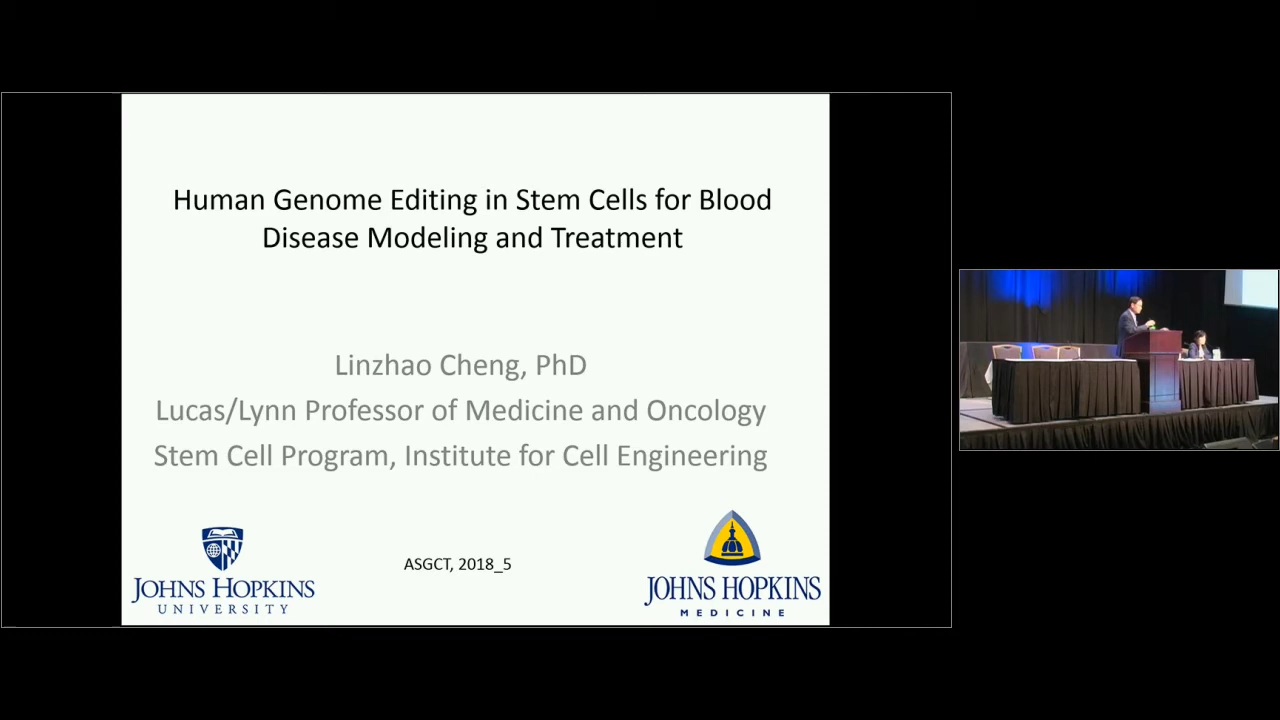 Human Genome Editing in Stem Cells for Blood
Disease Modeling and Treatment
Linzhao Cheng, PhD
Lucas/Lynn Professor of Medicine and Oncology
Stem Cell Program, Institute for Cell Engineering
ASGCT, 2018_5
JOHNS HOPKINS
UNIVERSITY
JOHNS HOPKINS
MEDICINE